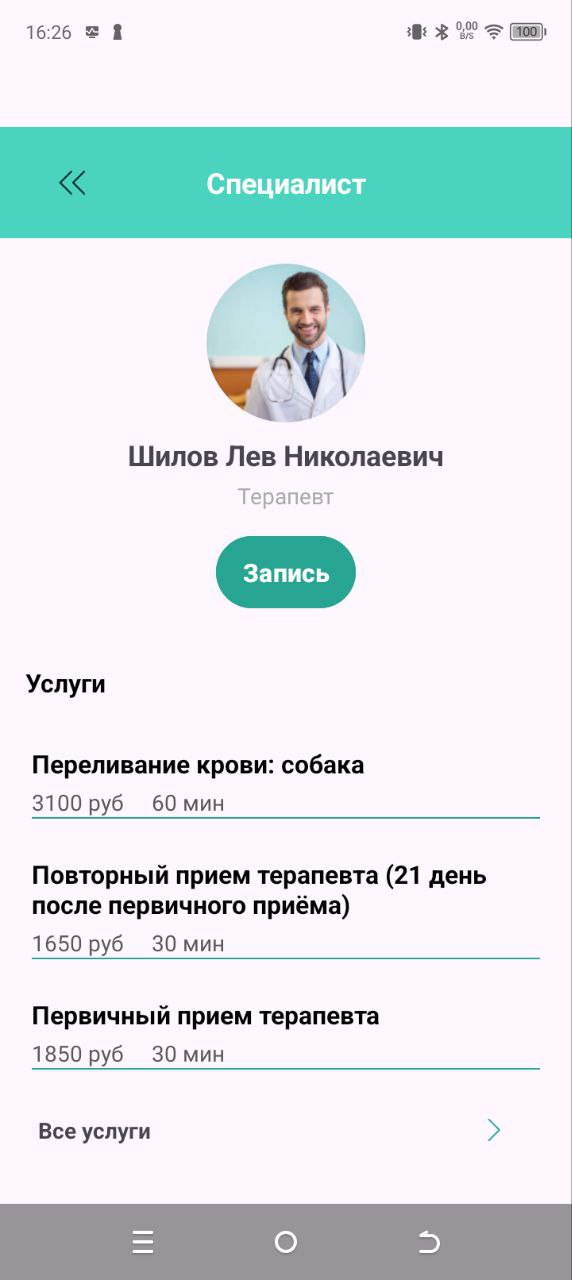 16:26
0,00
B/S
100
Специалист
Шилов Лев Николаевич
Терапевт
Запись
Услуги
Переливание крови: собака
3100 руб 60 мин
Повторный прием терапевта (21 день
после первичного приёма)
1650 руб 30 мин
Первичный прием терапевта
1850 руб 30 мин
Все услуги